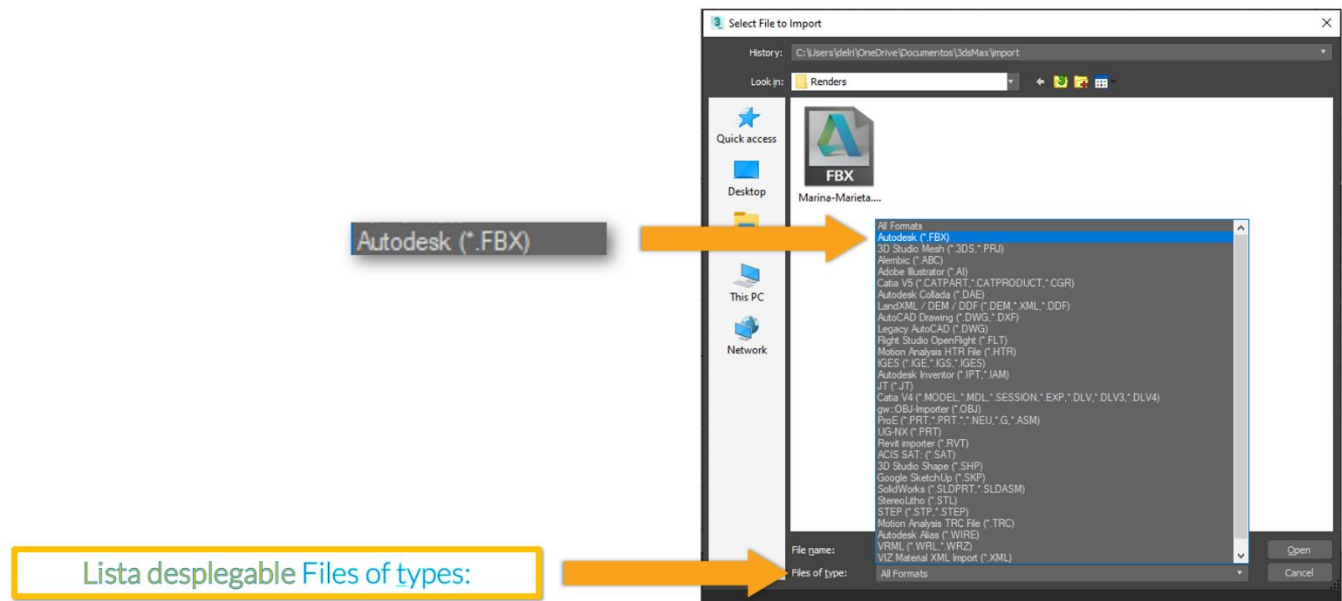 Select File to Import
History: C:\Users\delri\OneDrive\Documentos\3dsMax\import
Look in: Renders
Quick access
Desktop
This PC
Network
FBX
Marina-Marieta....
Autodesk (*.FBX)
All Formats
Autodesk (*.FBX)
3D Studio Mesh (*.3DS,*.PRJ)
Alembic (*.ABC)
Adobe Illustrator (*.AI)
Catia V5 (*.CATPART,*.CATPRODUCT,*.CGR)
Autodesk Collada (*.DAE)
LandXML / DEM / DDF (*.DEM,*.XML,*.DDF)
AutoCAD Drawing (*.DWG,*.DXF)
Legacy AutoCAD (*.DWG)
Flight Studio OpenFlight (*.FLT)
Motion Analysis HTR File (*.HTR)
IGES (*.IGE,*.IGS,*.IGES)
Autodesk Inventor (*.IPT,*.IAM)
JT (*.JT)
Catia V4 (*.MODEL,*.MDL,*.SESSION,*.EXP,*.DLV,*.DLV3,*.DLV4)
gw::OBJ-Importer (*.OBJ)
ProE (*.PRT,*.PRT.*,*.NEU,*.G,*.ASM)
UG-NX (*.PRT)
Revit importer (*.RVT)
ACIS SAT: (*.SAT)
3D Studio Shape (*.SHP)
Google SketchUp (*.SKP)
SolidWorks (*.SLDPRT,*.SLDASM)
StereoLitho (*.STL)
STEP (*.STP,*.STEP)
Motion Analysis TRC File (*.TRC)
Autodesk Alias (*.WIRE)
VRML (*.WRL,*.WRZ)
VIZ Material XML Import (*.XML)
File name: Open
Files of type: All Formats Cancel
Lista desplegable Files of types: